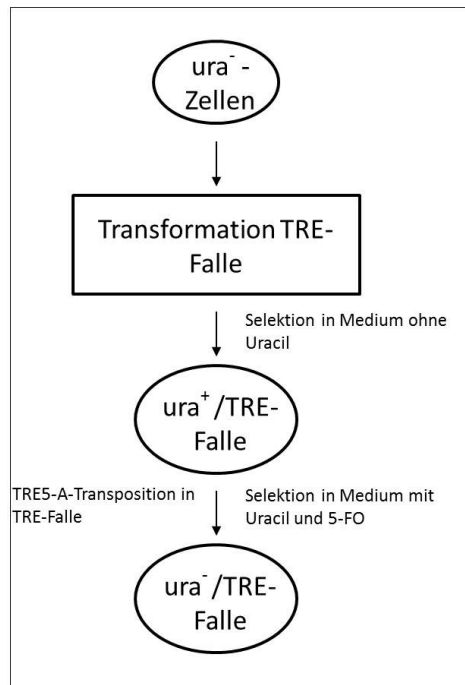 ura⁻ -
Zellen
Transformation TRE-
Falle
Selektion in Medium ohne
Uracil
ura⁺ /TRE-
Falle
TRE5-A-Transposition in
TRE-Falle
Selektion in Medium mit
Uracil und 5-FO
ura⁻ /TRE-
Falle